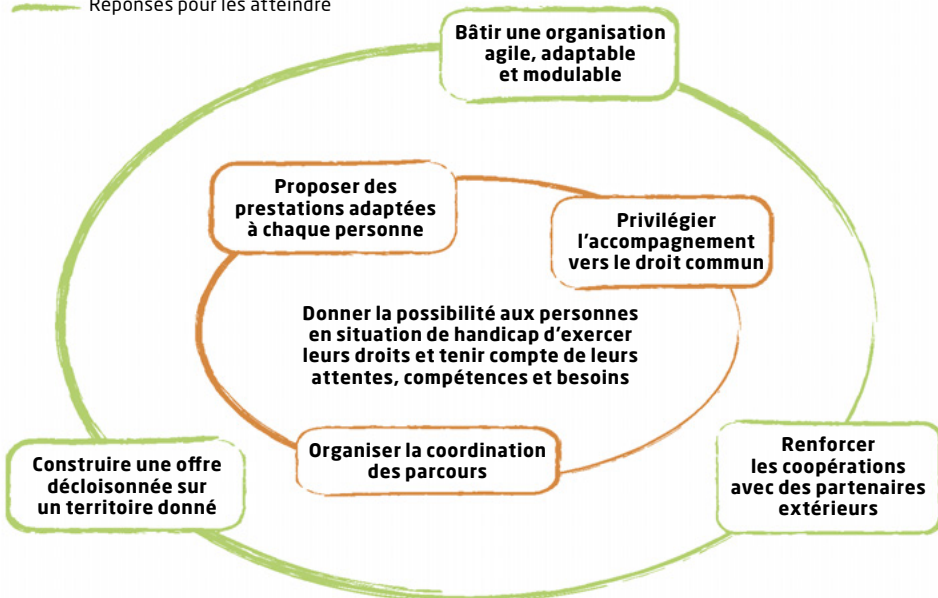 Réponses pour les atteindre
Bâtir une organisation
agile, adaptable
et modulable
Proposer des
prestations adaptées
à chaque personne
Privilégier
l'accompagnement
vers le droit commun
Donner la possibilité aux personnes
en situation de handicap d'exercer
leurs droits et tenir compte de leurs
attentes, compétences et besoins
Organiser la coordination
des parcours
Construire une offre
décloisonnée sur
un territoire donné
Renforcer
les coopérations
avec des partenaires
extérieurs